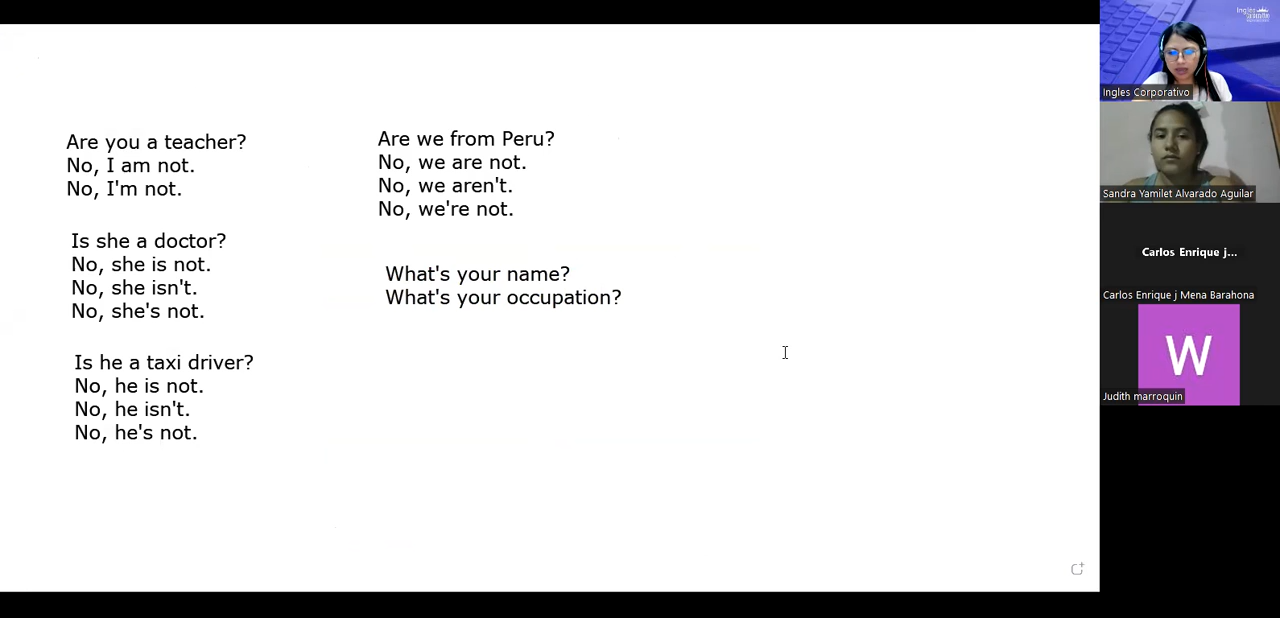 Are you a teacher?
No, I am not.
No, I'm not.
Is she a doctor?
No, she is not.
No, she isn't.
No, she's not.
Is he a taxi driver?
No, he is not.
No, he isn't.
No, he's not.
Are we from Peru?
No, we are not.
No, we aren't.
No, we're not.
What's your name?
What's your occupation?
Ingles Corporativo
Sandra Yamilet Alvarado Aguilar
Carlos Enrique j...
Carlos Enrique j Mena Barahona
W
Judith marroquin